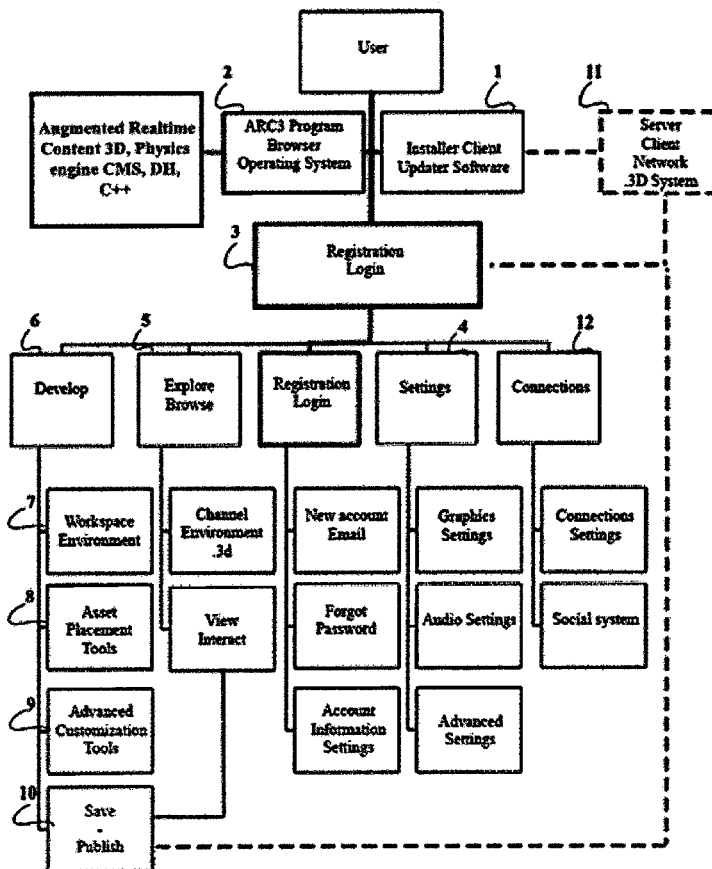 User
2
1
11
Augmented Realtime
Content 3D, Physics
engine CMS, DH,
C++
ARC3 Program
Browser
Operating System
Installer Client
Updater Software
Server
Client
Network
.3D System
3
Registration
Login
6
5
4
12
Develop
Explore
Browse
Registration
Login
Settings
Connections
7
Workspace
Environment
Channel
Environment
.3d
New account
Email
Graphics
Settings
Connections
Settings
8
Asset
Placement
Tools
View
Interact
Forgot
Password
Audio Settings
Social system
9
Advanced
Customization
Tools
Account
Information
Settings
Advanced
Settings
10
Save
-
Publish